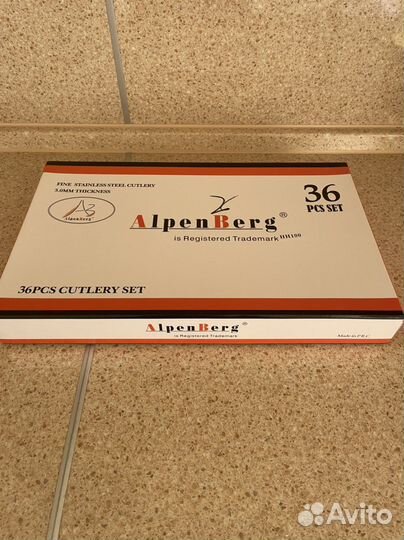 FINE STAINLESS STEEL CUTLERY
3.0MM THICKNESS
AlpenBerg®
36
PCS SET
AlpenBerg®
is Registered Trademark HH100
36PCS CUTLERY SET
AlpenBerg®
is Registered Trademark
Made in P.R.C
Avito